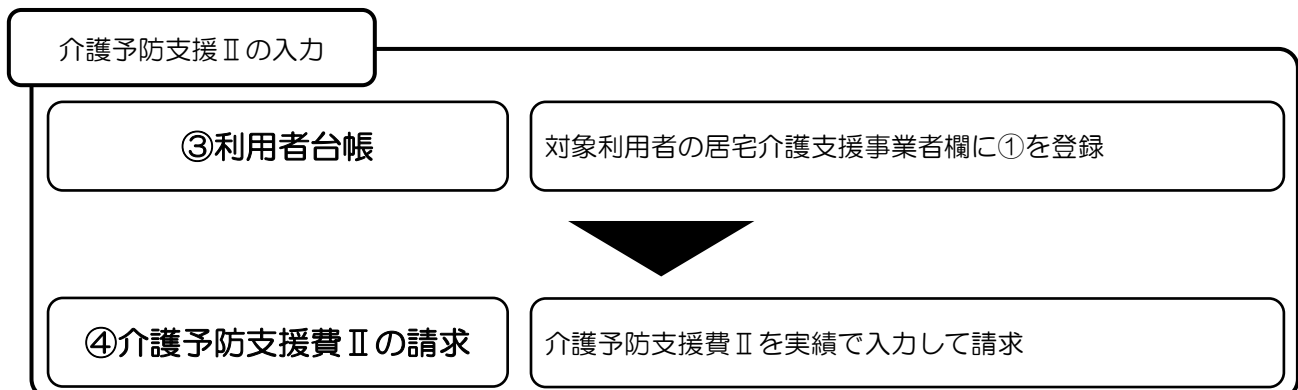 介護予防支援Ⅱの入力
③利用者台帳
対象利用者の居宅介護支援事業者欄に①を登録
④介護予防支援費Ⅱの請求
介護予防支援費Ⅱを実績で入力して請求